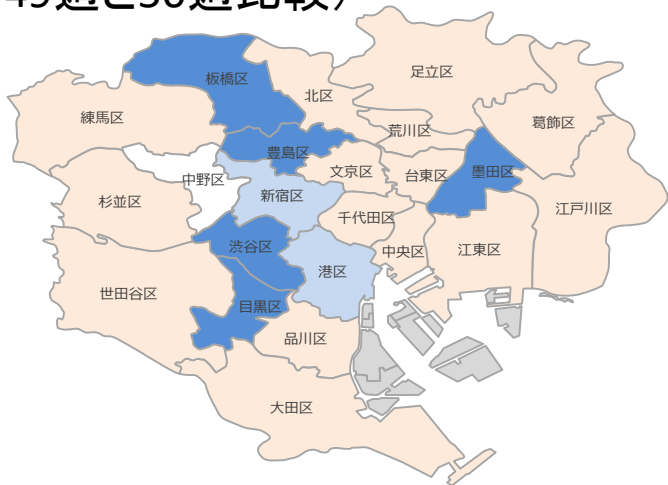 49週と50週比較)
足立区
板橋区
北区
練馬区
荒川区
葛飾区
豊島区
文京区
台東区
墨田区
中野区
新宿区
杉並区
千代田区
江戸川区
渋谷区
中央区
江東区
港区
世田谷区
目黒区
品川区
大田区